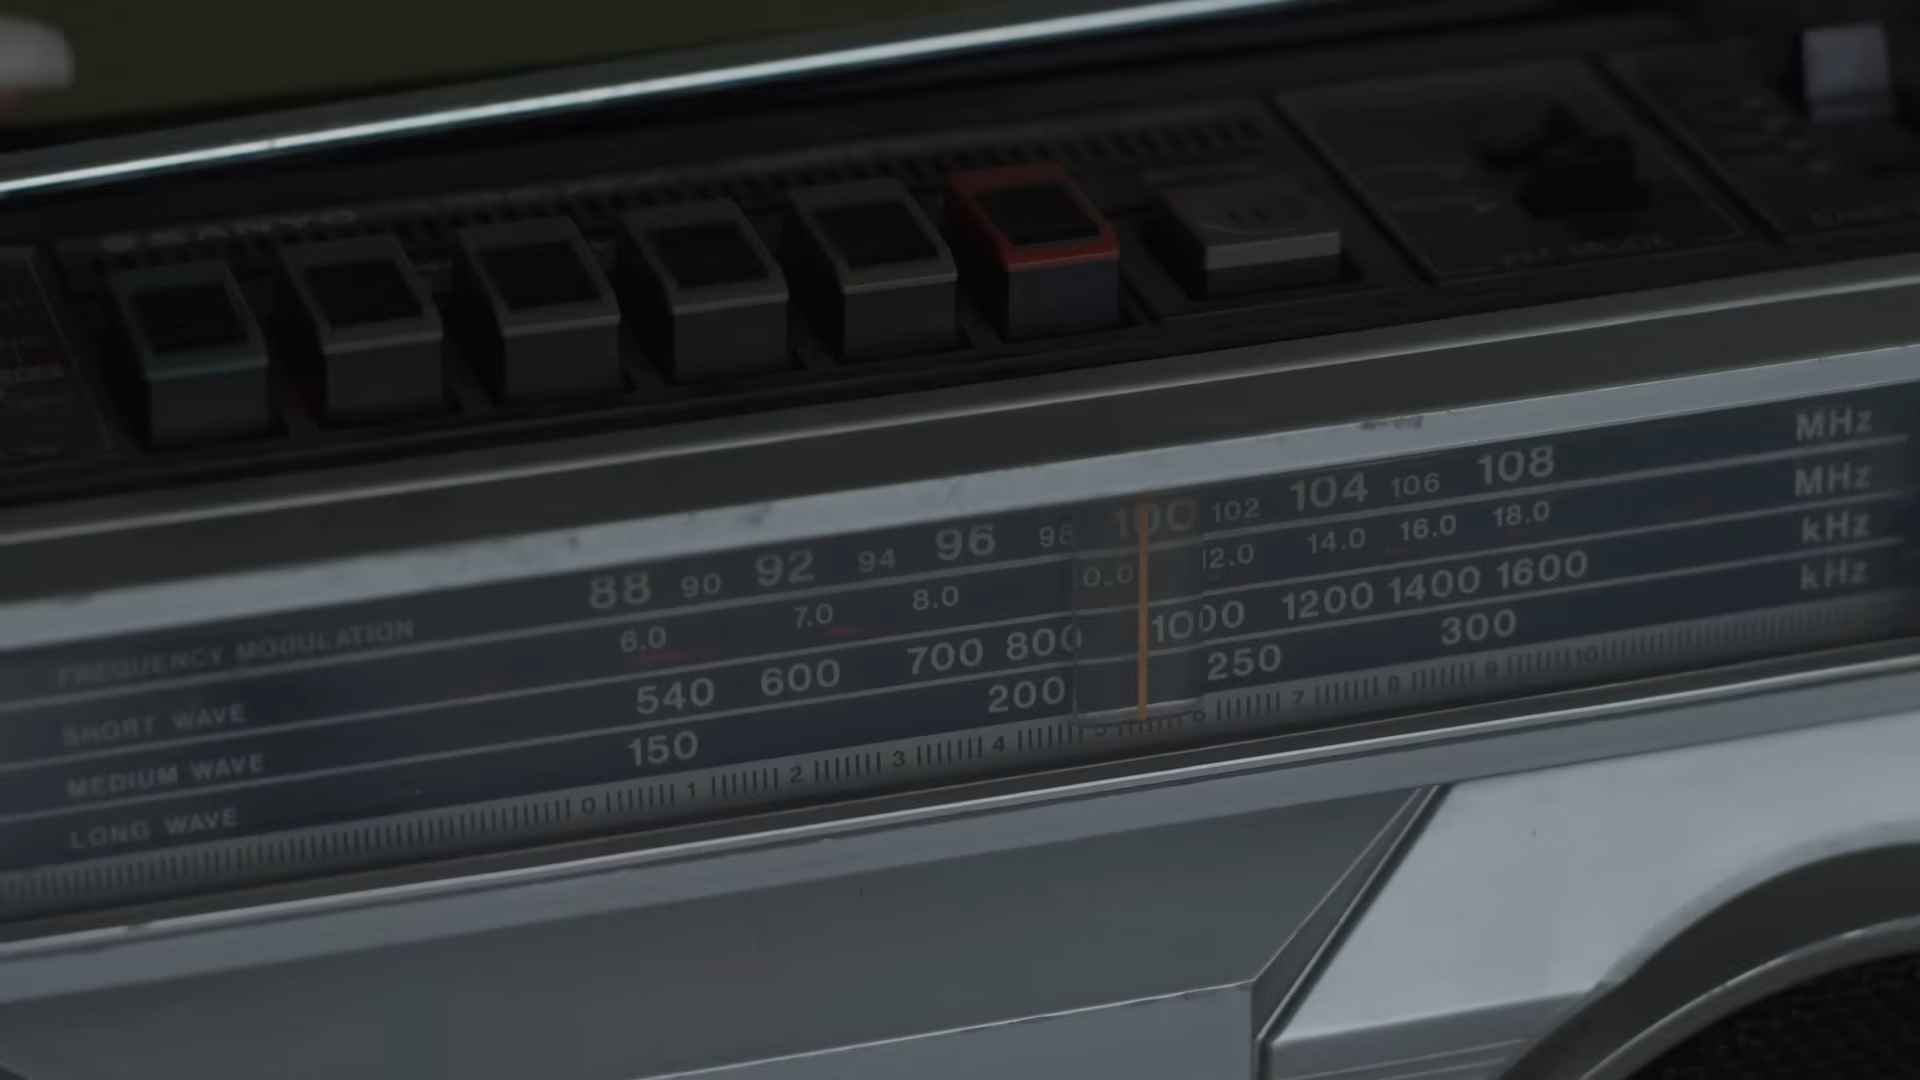 SANYO
FREQUENCY MODULATION 88 90 92 94 96 98 100 102 104 106 108 MHz
SHORT WAVE 6.0 7.0 8.0 0.0 12.0 14.0 16.0 18.0 MHz
MEDIUM WAVE 540 600 700 800 1000 1200 1400 1600 kHz
LONG WAVE 150 200 250 300 kHz
0 1 2 3 4 5 6 7 8 9 10